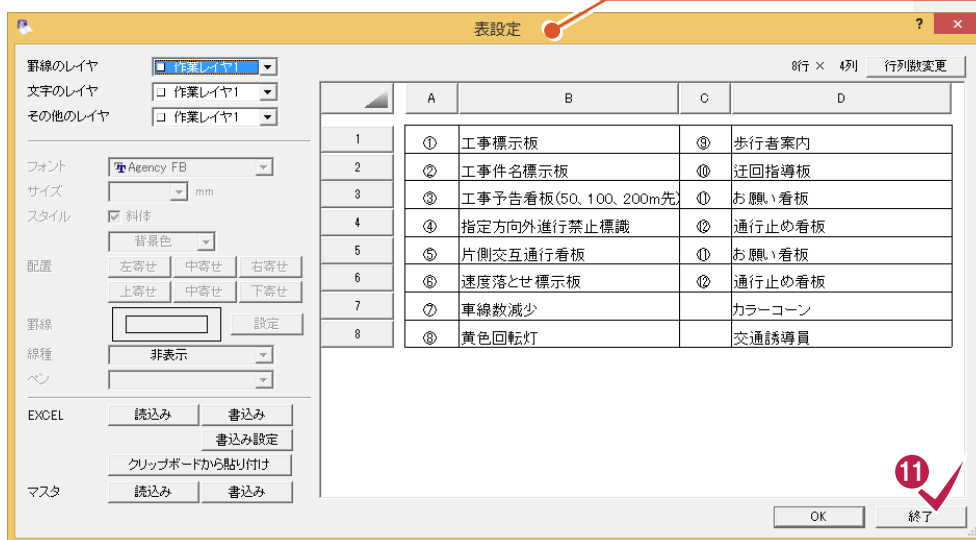 表設定
? ×
罫線のレイヤ 作業レイヤ1
8行 × 4列 行列数変更
文字のレイヤ 作業レイヤ1
その他のレイヤ 作業レイヤ1
A B C D
1 ① 工事標示板 ⑨ 歩行者案内
2 ② 工事件名標示板 ⑩ 迂回指導板
3 ③ 工事予告看板(50、100、200m先) ⑪ お願い看板
4 ④ 指定方向外進行禁止標識 ⑫ 通行止め看板
5 ⑤ 片側交互通行看板 ⑪ お願い看板
6 ⑥ 速度落とせ標示板 ⑫ 通行止め看板
7 ⑦ 車線数減少 カラーコーン
8 ⑧ 黄色回転灯 交通誘導員
フォント Agency FB
サイズ mm
スタイル 斜体
背景色
配置 左寄せ 中寄せ 右寄せ
上寄せ 中寄せ 下寄せ
罫線 設定
線種 非表示
ペン
EXCEL 読込み 書込み
書込み設定
クリップボードから貼り付け
マスタ 読込み 書込み
11
OK 終了